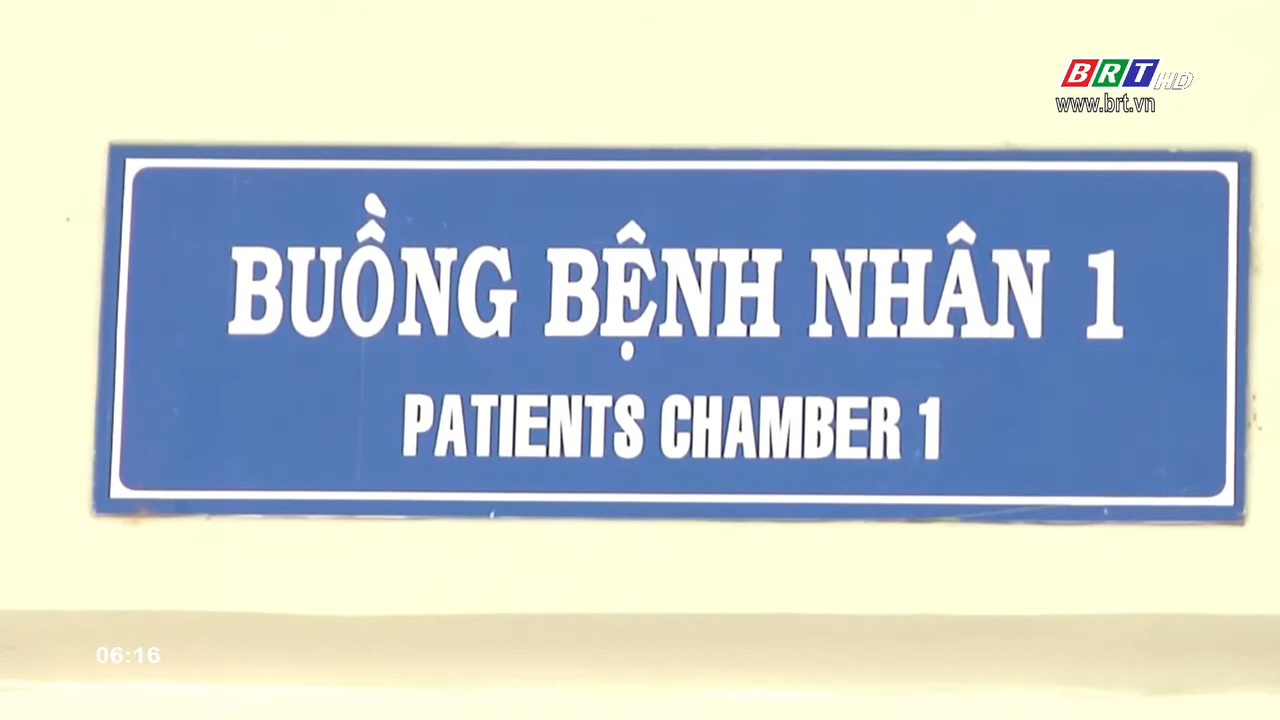 BRT HD
www.brt.vn
BUỒNG BỆNH NHÂN 1
PATIENTS CHAMBER 1
06:16